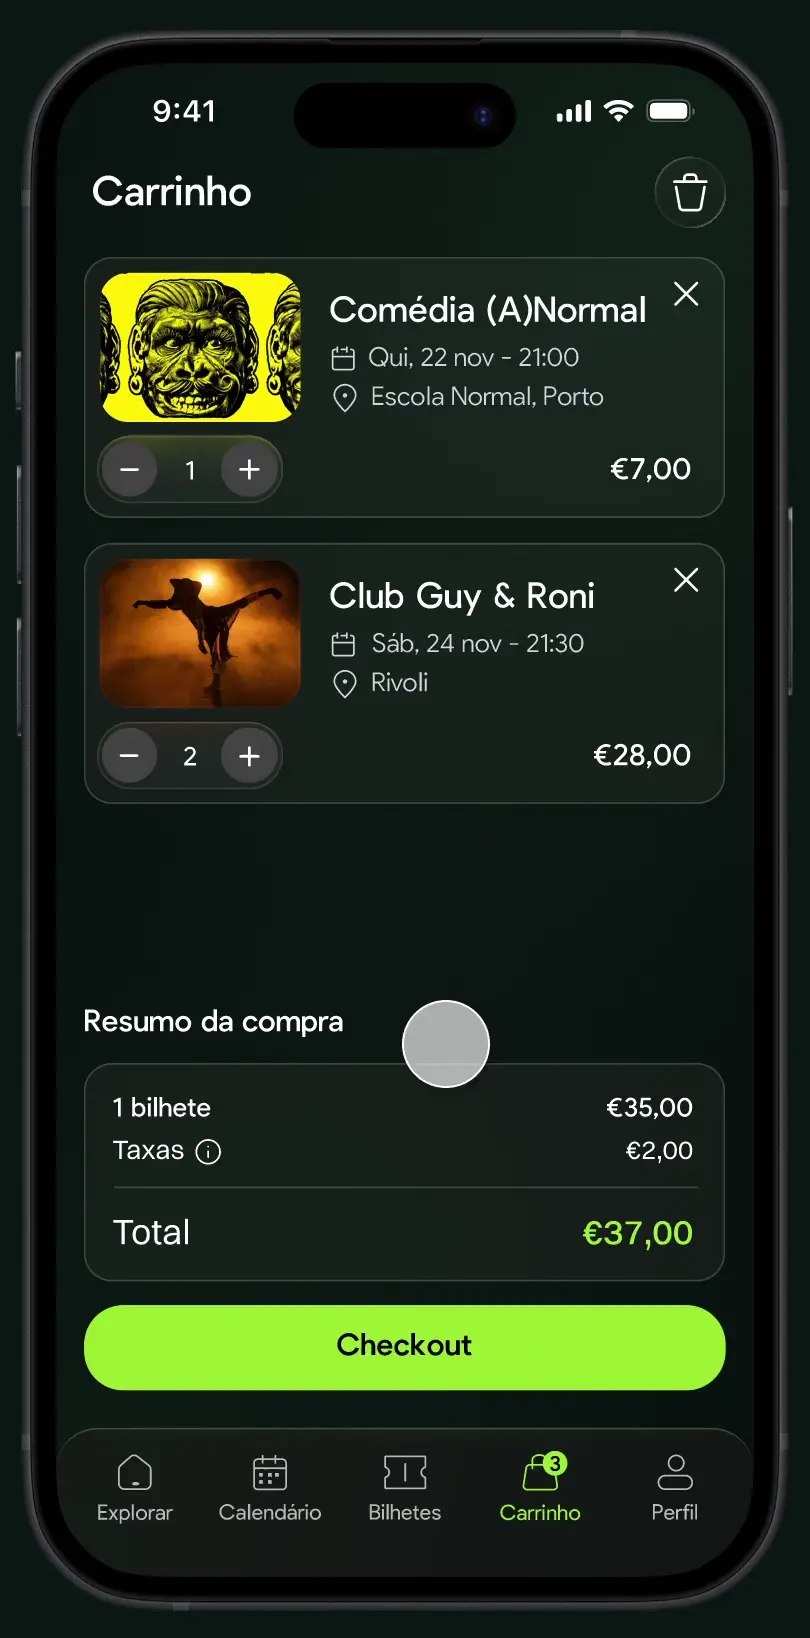 9:41
Carrinho
Comédia (A)Normal
Qui, 22 nov - 21:00
Escola Normal, Porto
1
€7,00
Club Guy & Roni
Sáb, 24 nov - 21:30
Rivoli
2
€28,00
Resumo da compra
1 bilhete €35,00
Taxas €2,00
Total €37,00
Checkout
3
Explorar Calendário Bilhetes Carrinho Perfil